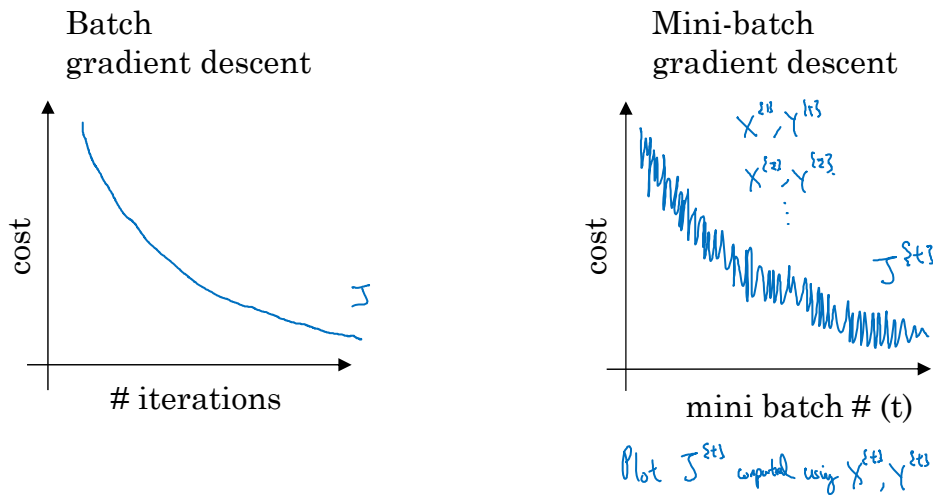 Batch
gradient descent
cost
J
# iterations
Mini-batch
gradient descent
X^{1}, Y^{1}
X^{2}, Y^{2}.
⋮
cost
J^{t}
mini batch # (t)
Plot J^{t} computed using X^{t}, Y^{t}